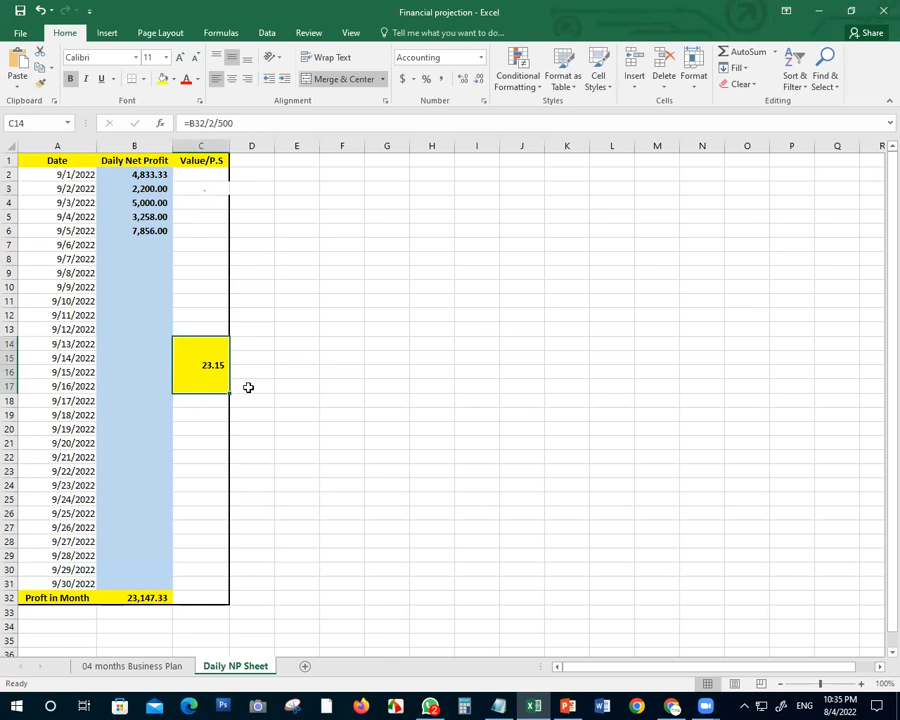 Financial projection - Excel
Share
File Home Insert Page Layout Formulas Data Review View Tell me what you want to do...
Paste
Clipboard
Calibri 11
B I U
Font
Wrap Text
Merge & Center
Alignment
Accounting
$ % ,
Number
Conditional Formatting
Format as Table
Cell Styles
Styles
Insert Delete Format
Cells
AutoSum
Fill
Clear
Sort & Filter
Find & Select
Editing
C14 fx =B32/2/500
A B C D E F G H I J K L M N O P Q R
1 Date Daily Net Profit Value/P.S
2 9/1/2022 4,833.33
3 9/2/2022 2,200.00
4 9/3/2022 5,000.00
5 9/4/2022 3,258.00
6 9/5/2022 7,856.00
7 9/6/2022
8 9/7/2022
9 9/8/2022
10 9/9/2022
11 9/10/2022
12 9/11/2022
13 9/12/2022
14 9/13/2022
15 9/14/2022 23.15
16 9/15/2022
17 9/16/2022
18 9/17/2022
19 9/18/2022
20 9/19/2022
21 9/20/2022
22 9/21/2022
23 9/22/2022
24 9/23/2022
25 9/24/2022
26 9/25/2022
27 9/26/2022
28 9/27/2022
29 9/28/2022
30 9/29/2022
31 9/30/2022
32 Proft in Month 23,147.33
33
34
35
36
04 months Business Plan Daily NP Sheet
Ready
100%
ENG
10:35 PM
8/4/2022